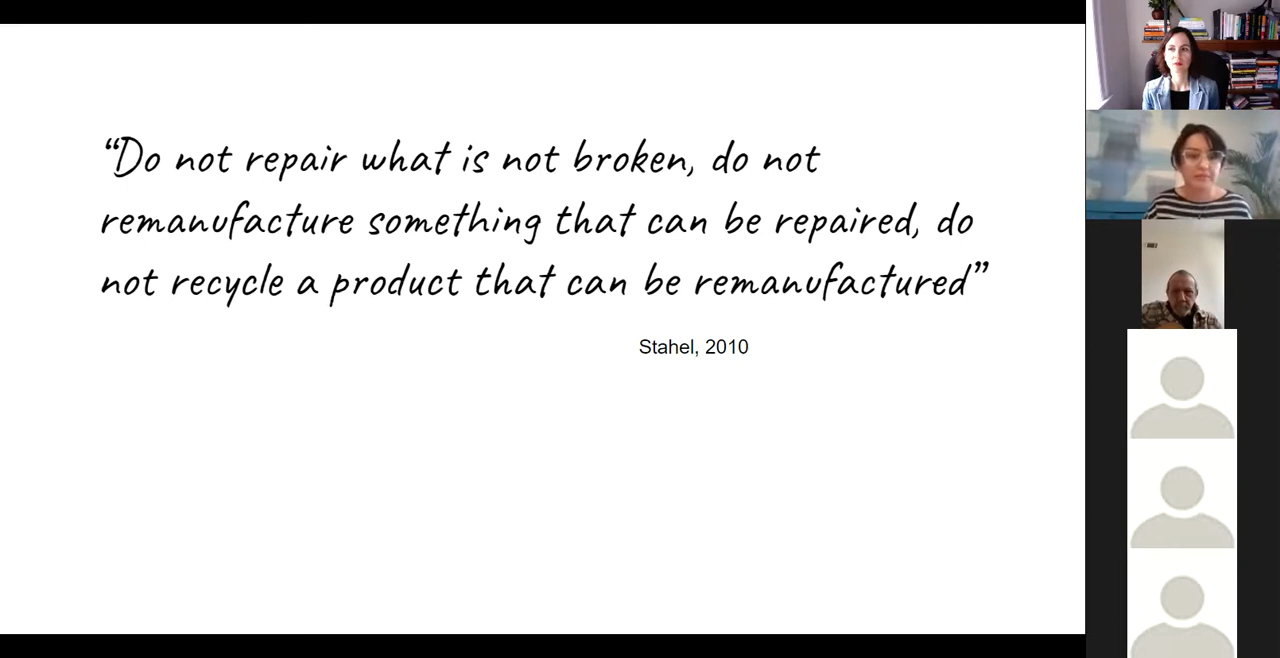 “Do not repair what is not broken, do not
remanufacture something that can be repaired, do
not recycle a product that can be remanufactured”
Stahel, 2010